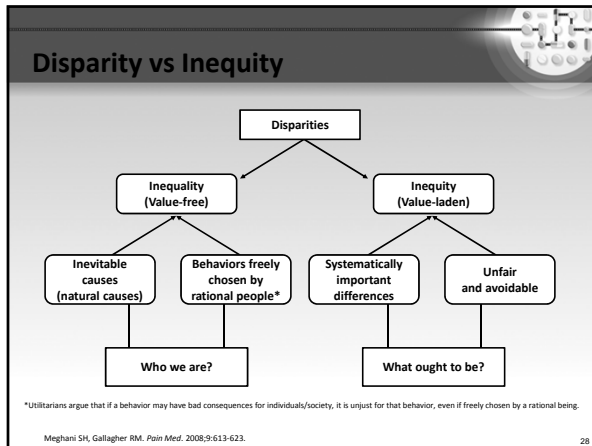 Disparity vs Inequity
Disparities
Inequality
(Value-free)
Inequity
(Value-laden)
Inevitable
causes
(natural causes)
Behaviors freely
chosen by
rational people*
Systematically
important
differences
Unfair
and avoidable
Who we are?
What ought to be?
*Utilitarians argue that if a behavior may have bad consequences for individuals/society, it is unjust for that behavior, even if freely chosen by a rational being.
Meghani SH, Gallagher RM. Pain Med. 2008;9:613-623.
28